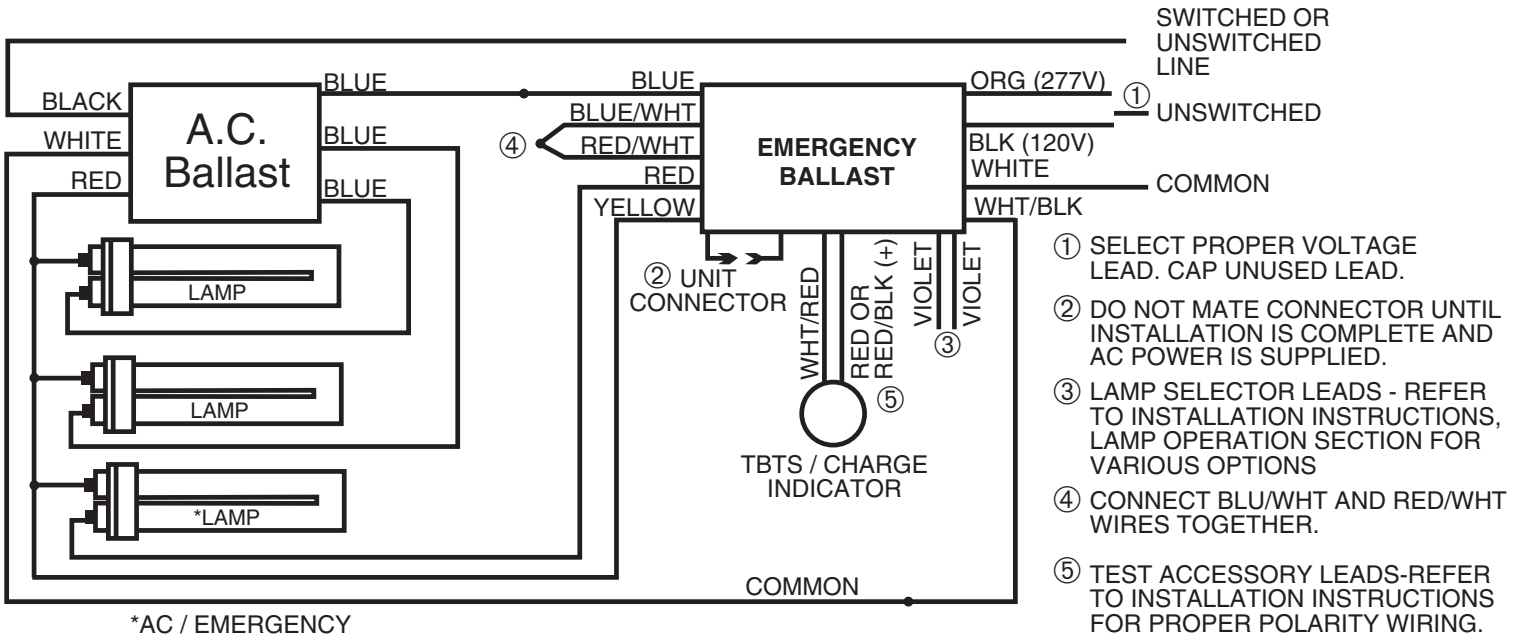 SWITCHED OR
UNSWITCHED
LINE
BLACK
WHITE
RED
A.C.
Ballast
BLUE
BLUE
BLUE
BLUE
BLUE/WHT
④
RED/WHT
RED
YELLOW
EMERGENCY
BALLAST
ORG (277V)
①
UNSWITCHED
BLK (120V)
WHITE
COMMON
WHT/BLK
② UNIT
CONNECTOR
WHT/RED
RED OR
RED/BLK (+)
VIOLET
VIOLET
③
⑤
TBTS / CHARGE
INDICATOR
LAMP
LAMP
*LAMP
COMMON
*AC / EMERGENCY
① SELECT PROPER VOLTAGE
LEAD. CAP UNUSED LEAD.
② DO NOT MATE CONNECTOR UNTIL
INSTALLATION IS COMPLETE AND
AC POWER IS SUPPLIED.
③ LAMP SELECTOR LEADS - REFER
TO INSTALLATION INSTRUCTIONS,
LAMP OPERATION SECTION FOR
VARIOUS OPTIONS
④ CONNECT BLU/WHT AND RED/WHT
WIRES TOGETHER.
⑤ TEST ACCESSORY LEADS-REFER
TO INSTALLATION INSTRUCTIONS
FOR PROPER POLARITY WIRING.